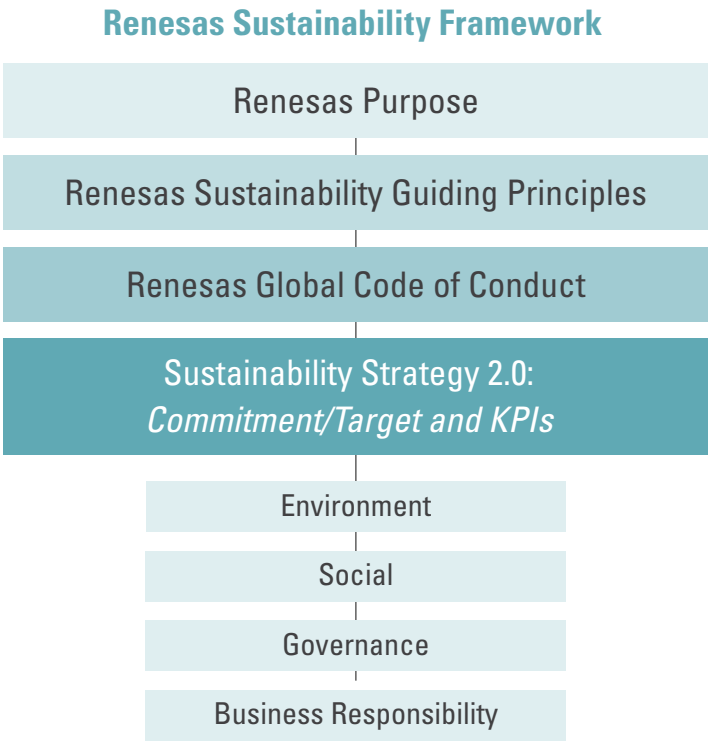 Renesas Sustainability Framework
Renesas Purpose
Renesas Sustainability Guiding Principles
Renesas Global Code of Conduct
Sustainability Strategy 2.0:
Commitment/Target and KPIs
Environment
Social
Governance
Business Responsibility